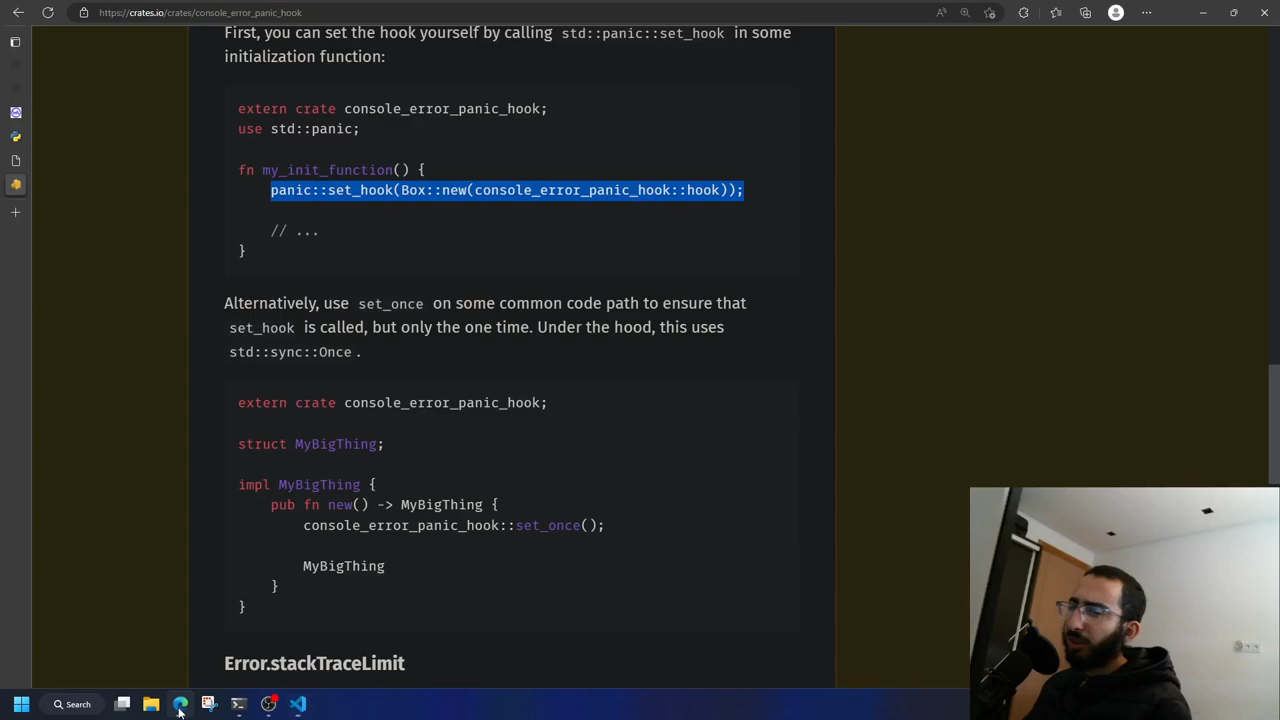 https://crates.io/crates/console_error_panic_hook
First, you can set the hook yourself by calling std::panic::set_hook in some
initialization function:
extern crate console_error_panic_hook;
use std::panic;
fn my_init_function() {
panic::set_hook(Box::new(console_error_panic_hook::hook));
// ...
}
Alternatively, use set_once on some common code path to ensure that
set_hook is called, but only the one time. Under the hood, this uses
std::sync::Once.
extern crate console_error_panic_hook;
struct MyBigThing;
impl MyBigThing {
pub fn new() -> MyBigThing {
console_error_panic_hook::set_once();
MyBigThing
}
}
Error.stackTraceLimit
Search